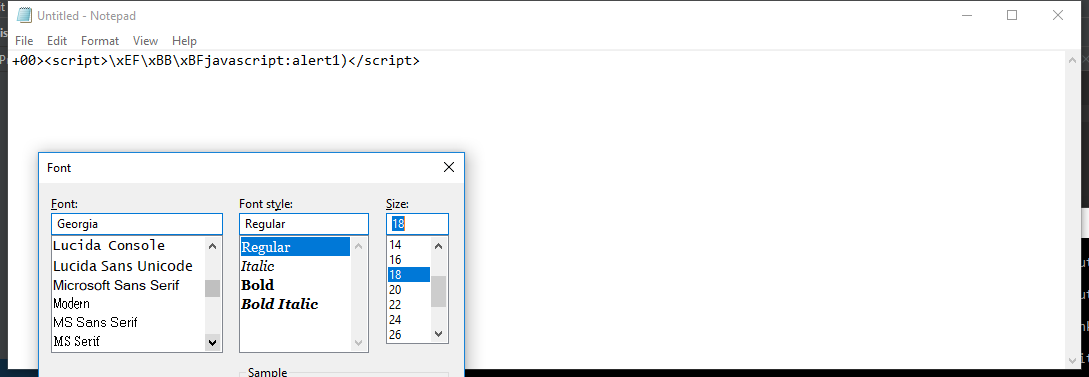 Untitled - Notepad
File Edit Format View Help
+00><script>\xEF\xBB\xBFjavascript:alert1)</script>
Font
Font: Font style: Size:
Georgia Regular 18
Lucida Console Regular 14
Lucida Sans Unicode Italic 16
Microsoft Sans Serif Bold 18
Modern Bold Italic 20
MS Sans Serif 22
MS Serif 24
26
Sample